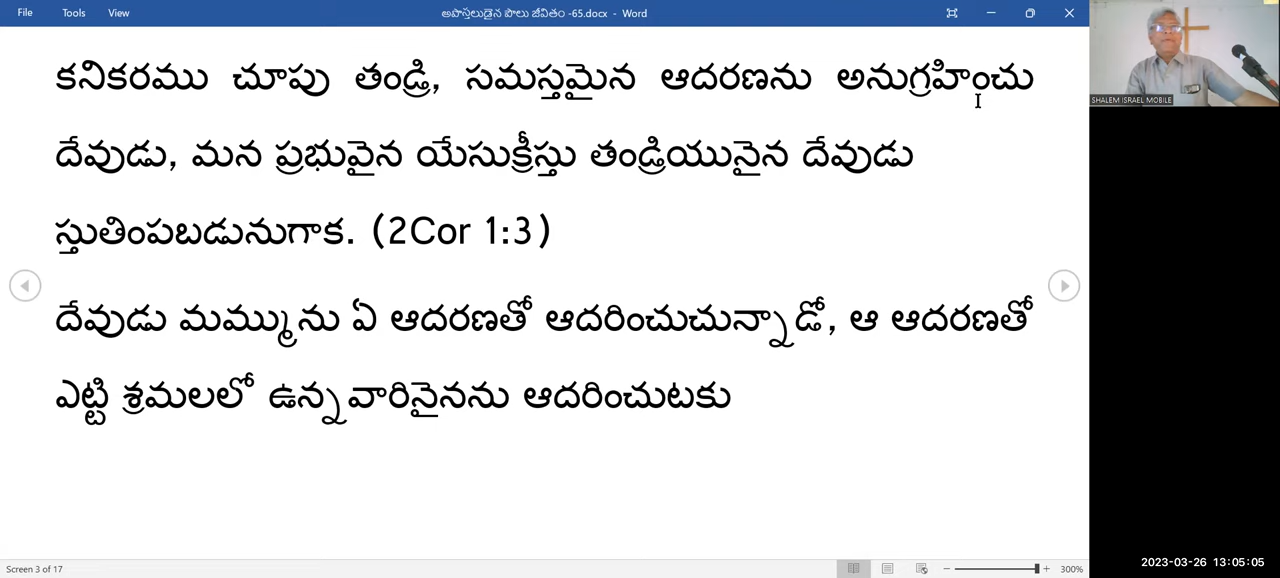 File Tools View అపొస్తలుడైన పౌలు జీవితం -65.docx - Word
SHALEM ISRAEL MOBILE
కనికరము చూపు తండ్రి, సమస్తమైన ఆదరణను అనుగ్రహించు
దేవుడు, మన ప్రభువైన యేసుక్రీస్తు తండ్రియునైన దేవుడు
స్తుతింపబడునుగాక. (2Cor 1:3)
దేవుడు మమ్మును ఏ ఆదరణతో ఆదరించుచున్నాడో, ఆ ఆదరణతో
ఎట్టి శ్రమలలో ఉన్నవారినైనను ఆదరించుటకు
2023-03-26 13:05:05
Screen 3 of 17 300%